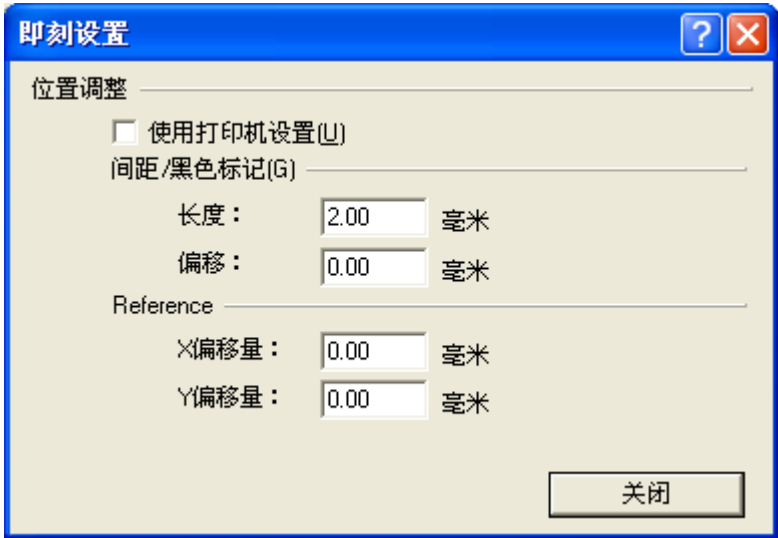 即刻设置
位置调整
使用打印机设置(U)
间距/黑色标记(G)
长度： 2.00 毫米
偏移： 0.00 毫米
Reference
X偏移量： 0.00 毫米
Y偏移量： 0.00 毫米
关闭